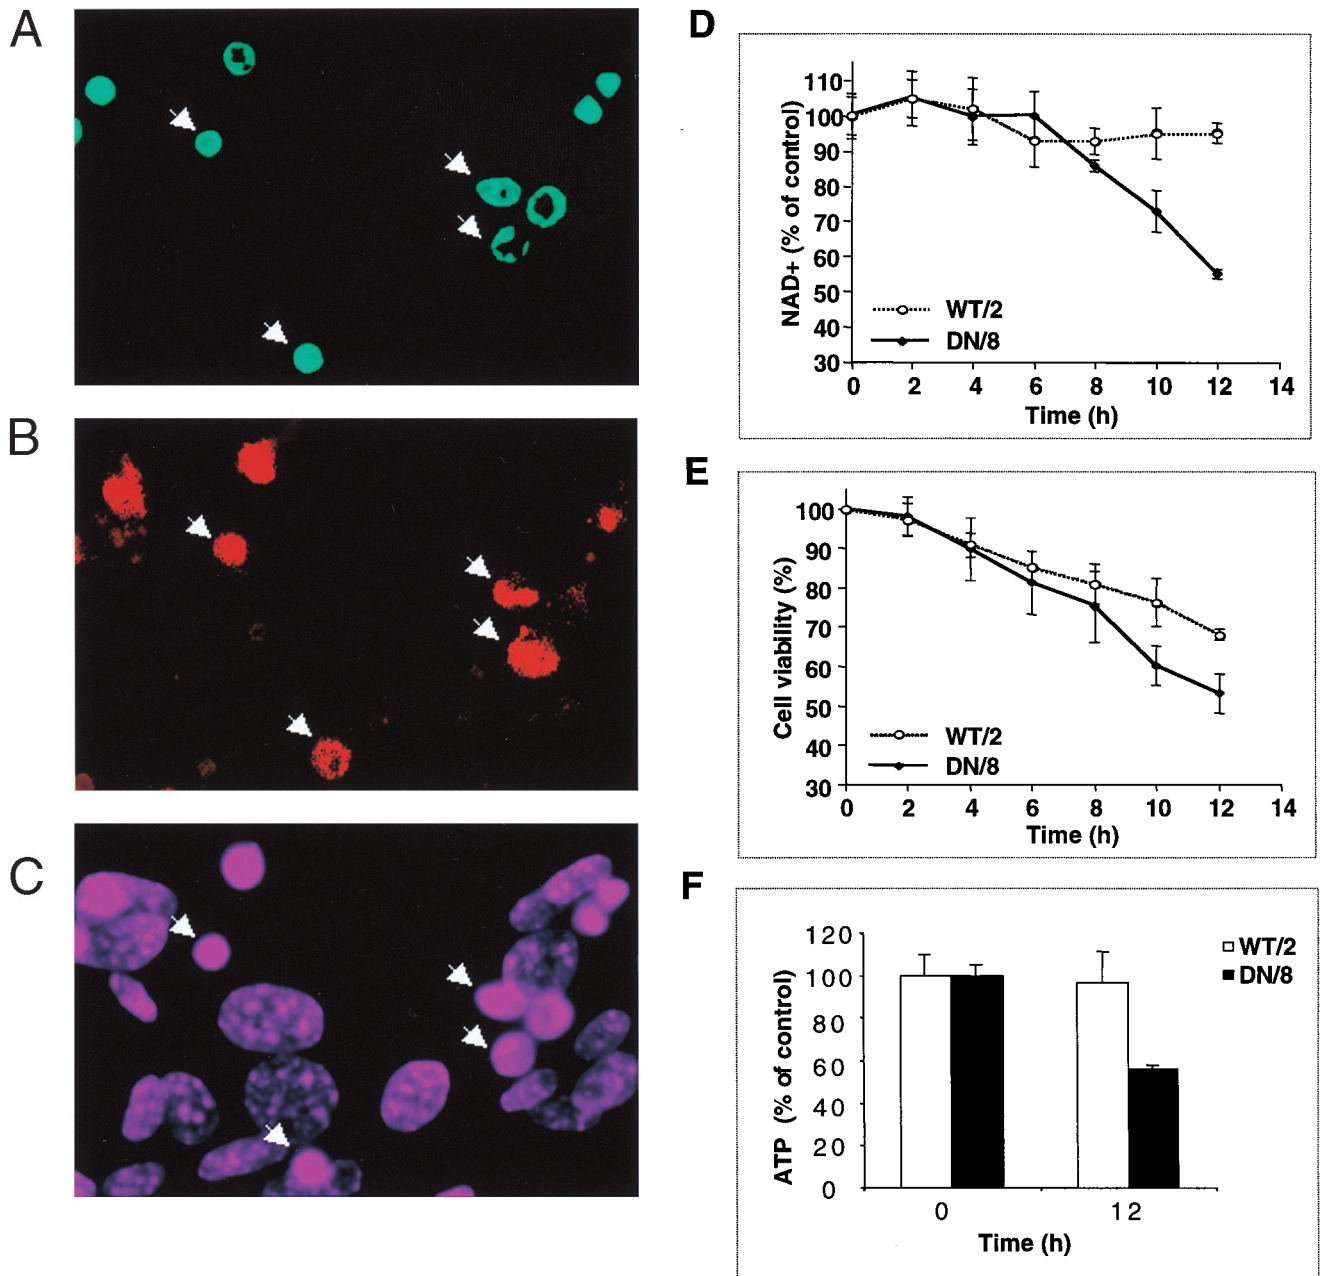 A
B
C
D
NAD+ (% of control)
110
100
90
80
70
60
50
40
30
WT/2
DN/8
0 2 4 6 8 10 12 14
Time (h)
E
Cell viability (%)
100
90
80
70
60
50
40
30
WT/2
DN/8
0 2 4 6 8 10 12 14
Time (h)
F
ATP (% of control)
120
100
80
60
40
20
0
WT/2
DN/8
0 12
Time (h)